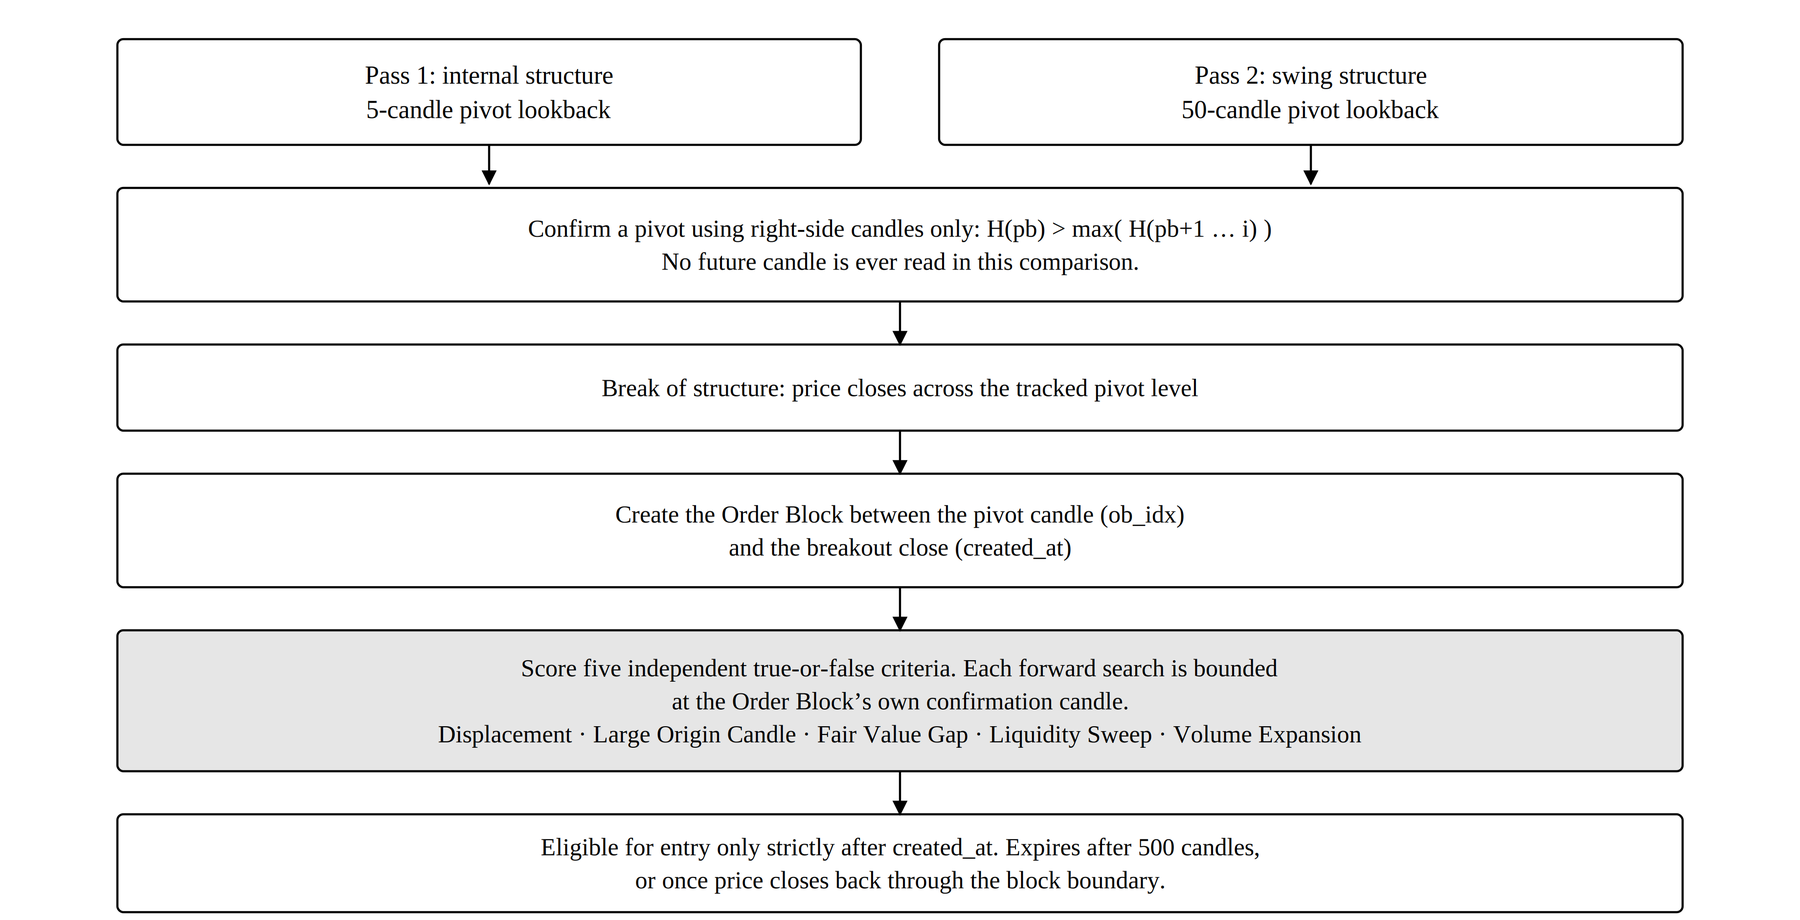 Pass 1: internal structure
5-candle pivot lookback
Pass 2: swing structure
50-candle pivot lookback
Confirm a pivot using right-side candles only: H(pb) > max( H(pb+1 … i) )
No future candle is ever read in this comparison.
Break of structure: price closes across the tracked pivot level
Create the Order Block between the pivot candle (ob_idx)
and the breakout close (created_at)
Score five independent true-or-false criteria. Each forward search is bounded
at the Order Block’s own confirmation candle.
Displacement · Large Origin Candle · Fair Value Gap · Liquidity Sweep · Volume Expansion
Eligible for entry only strictly after created_at. Expires after 500 candles,
or once price closes back through the block boundary.